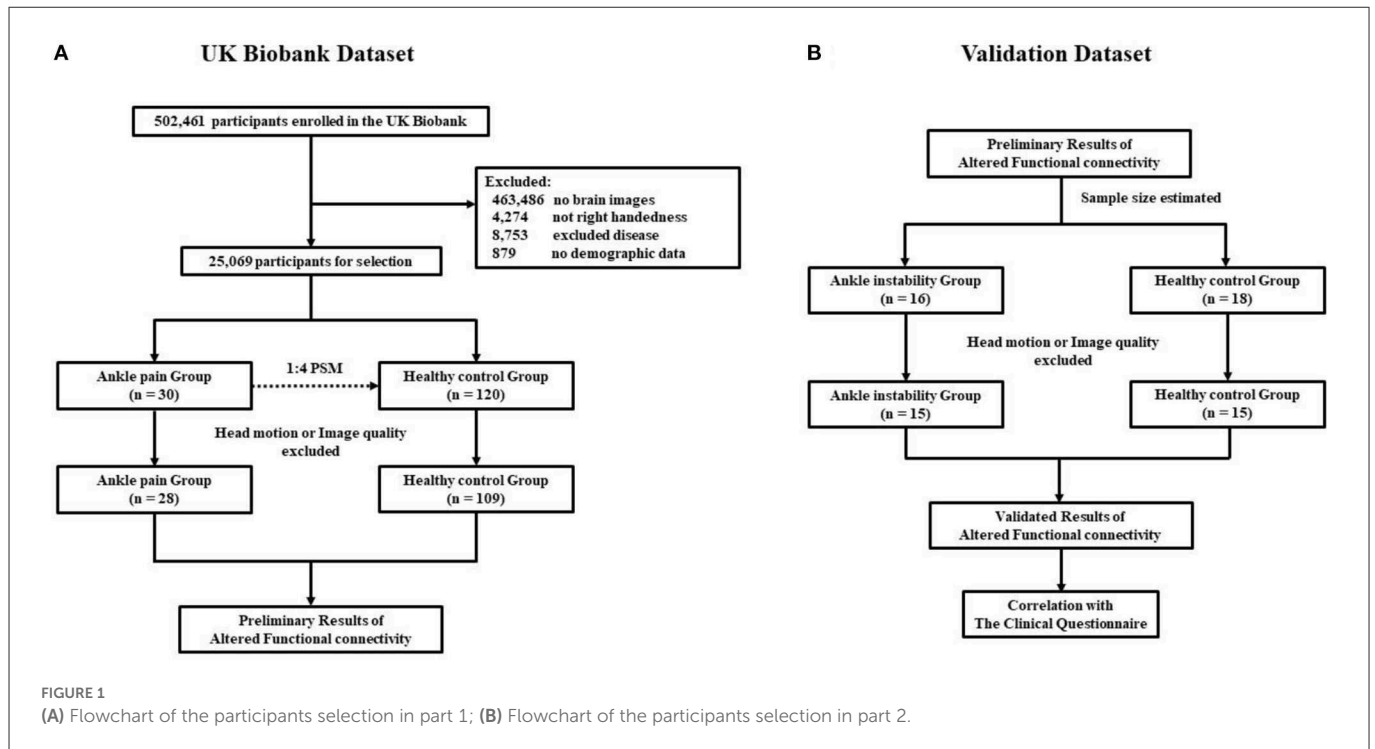 A
UK Biobank Dataset
502,461 participants enrolled in the UK Biobank
Excluded:
463,486 no brain images
4,274 not right handedness
8,753 excluded disease
879 no demographic data
25,069 participants for selection
Ankle pain Group
(n = 30)
1:4 PSM
Healthy control Group
(n = 120)
Head motion or Image quality
excluded
Ankle pain Group
(n = 28)
Healthy control Group
(n = 109)
Preliminary Results of
Altered Functional connectivity
B
Validation Dataset
Preliminary Results of
Altered Functional connectivity
Sample size estimated
Ankle instability Group
(n = 16)
Healthy control Group
(n = 18)
Head motion or Image quality
excluded
Ankle instability Group
(n = 15)
Healthy control Group
(n = 15)
Validated Results of
Altered Functional connectivity
Correlation with
The Clinical Questionnaire
FIGURE 1
(A) Flowchart of the participants selection in part 1; (B) Flowchart of the participants selection in part 2.